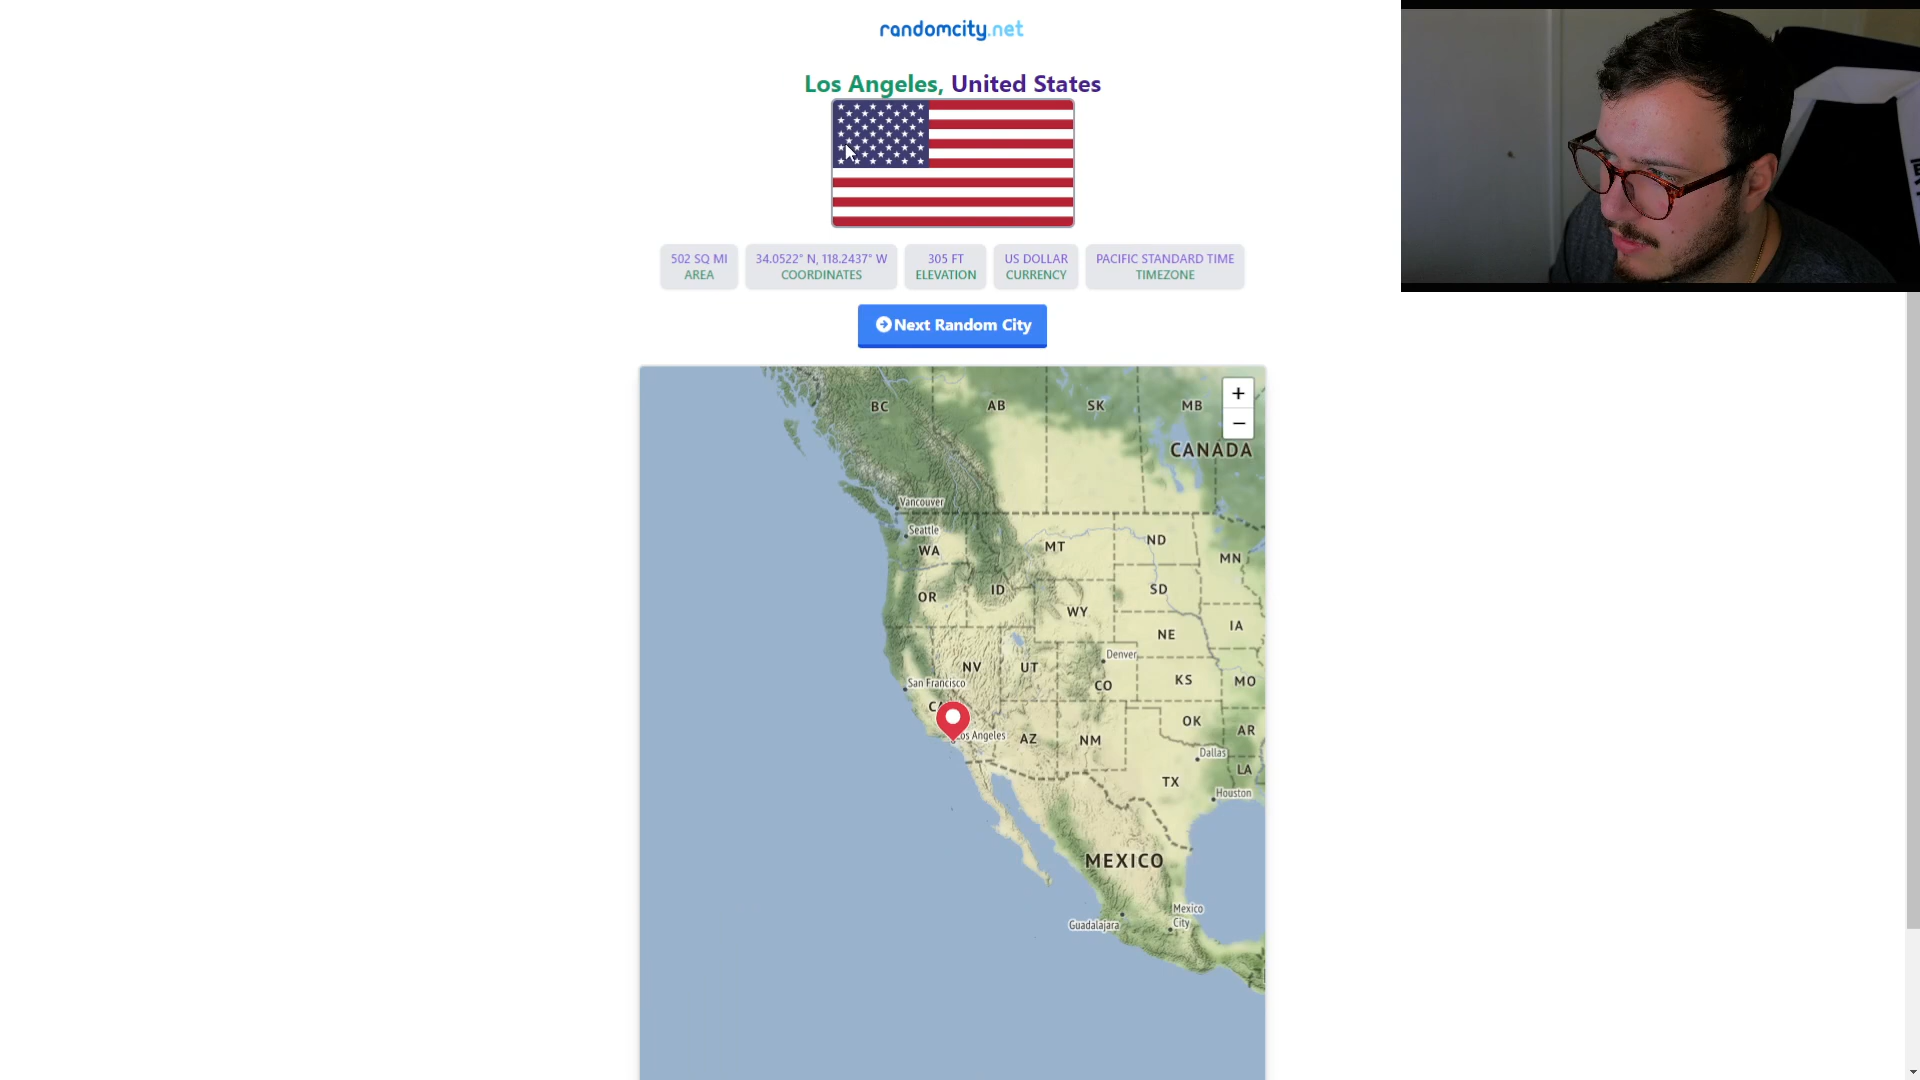 randomcity.net
Los Angeles, United States
502 SQ MI
AREA
34.0522° N, 118.2437° W
COORDINATES
305 FT
ELEVATION
US DOLLAR
CURRENCY
PACIFIC STANDARD TIME
TIMEZONE
Next Random City
+
−
BC
AB
SK
MB
CANADA
Vancouver
Seattle
WA
MT
ND
MN
OR
ID
SD
WY
IA
NE
Denver
NV
UT
KS
MO
San Francisco
CO
OK
AR
AZ
NM
Dallas
LA
TX
Houston
MEXICO
Mexico
City
Guadalajara